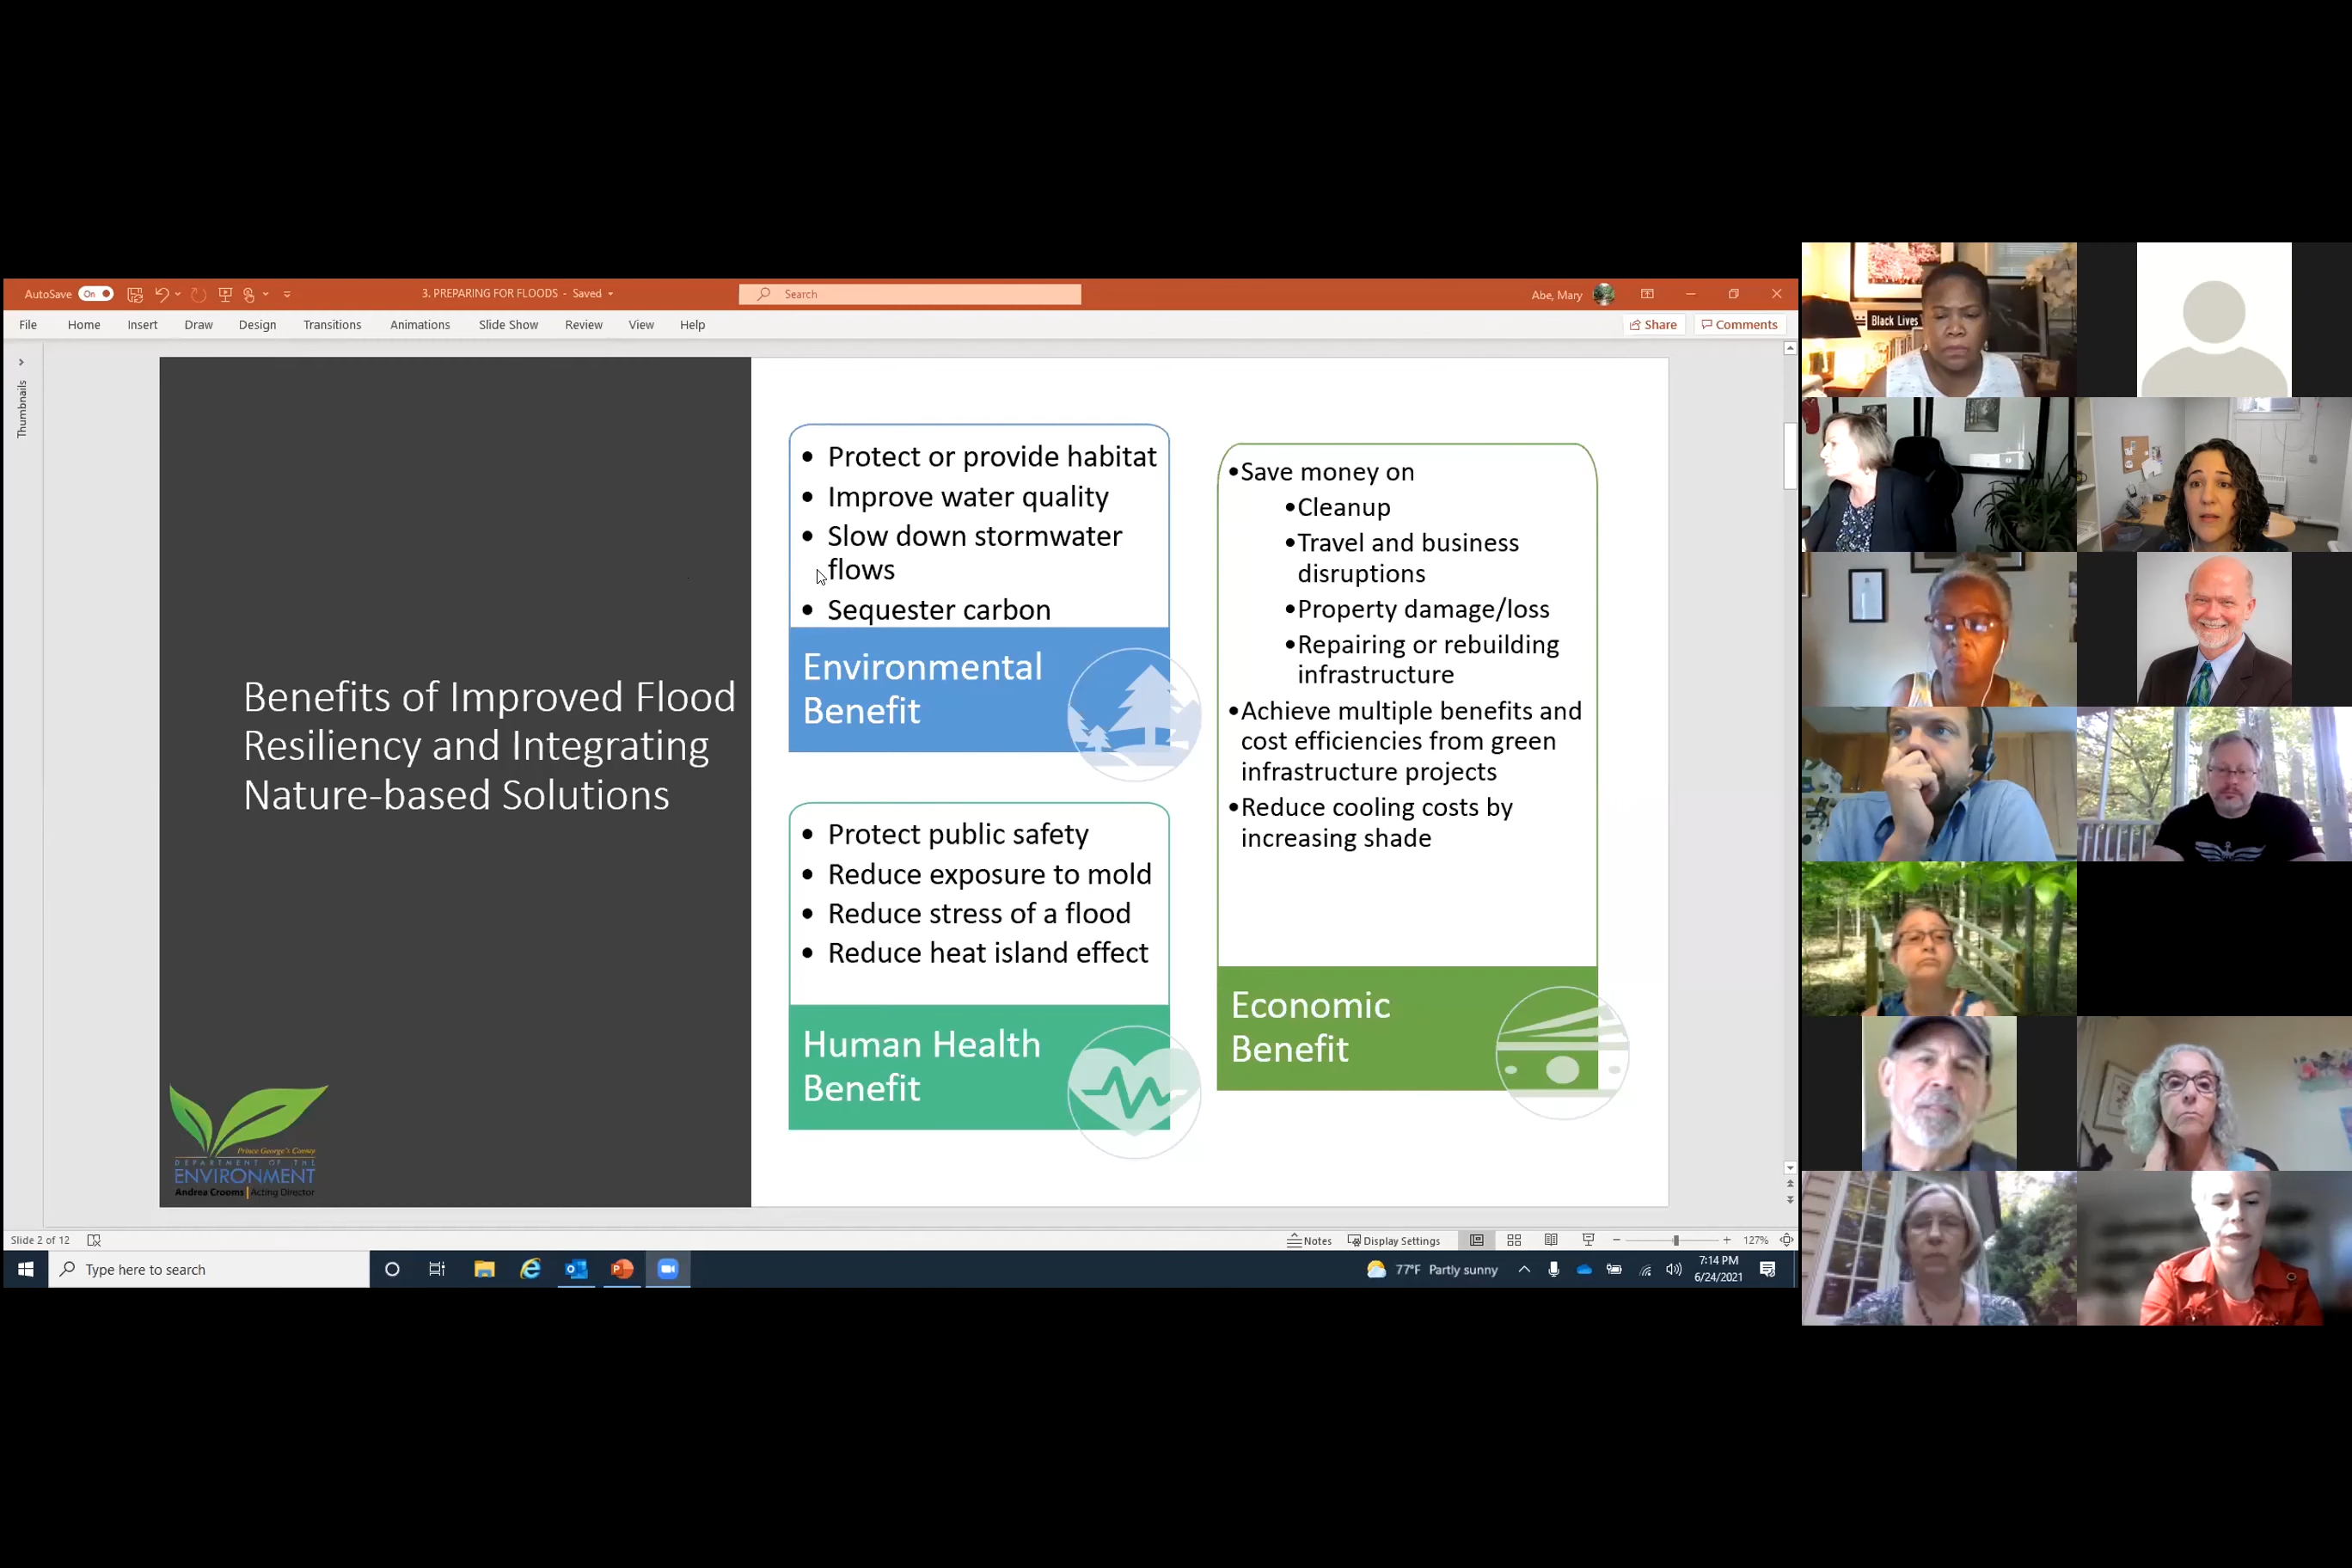 AutoSave On
3. PREPARING FOR FLOODS - Saved
Search
Abe, Mary
File Home Insert Draw Design Transitions Animations Slide Show Review View Help
Share Comments
Thumbnails
Benefits of Improved Flood
Resiliency and Integrating
Nature-based Solutions
Prince George's County
DEPARTMENT OF THE
ENVIRONMENT
Andrea Crooms | Acting Director
• Protect or provide habitat
• Improve water quality
• Slow down stormwater
flows
• Sequester carbon
Environmental
Benefit
• Protect public safety
• Reduce exposure to mold
• Reduce stress of a flood
• Reduce heat island effect
Human Health
Benefit
•Save money on
•Cleanup
•Travel and business
disruptions
•Property damage/loss
•Repairing or rebuilding
infrastructure
•Achieve multiple benefits and
cost efficiencies from green
infrastructure projects
•Reduce cooling costs by
increasing shade
Economic
Benefit
Black Lives
Slide 2 of 12
Notes Display Settings 127%
Type here to search
77°F Partly sunny
7:14 PM
6/24/2021